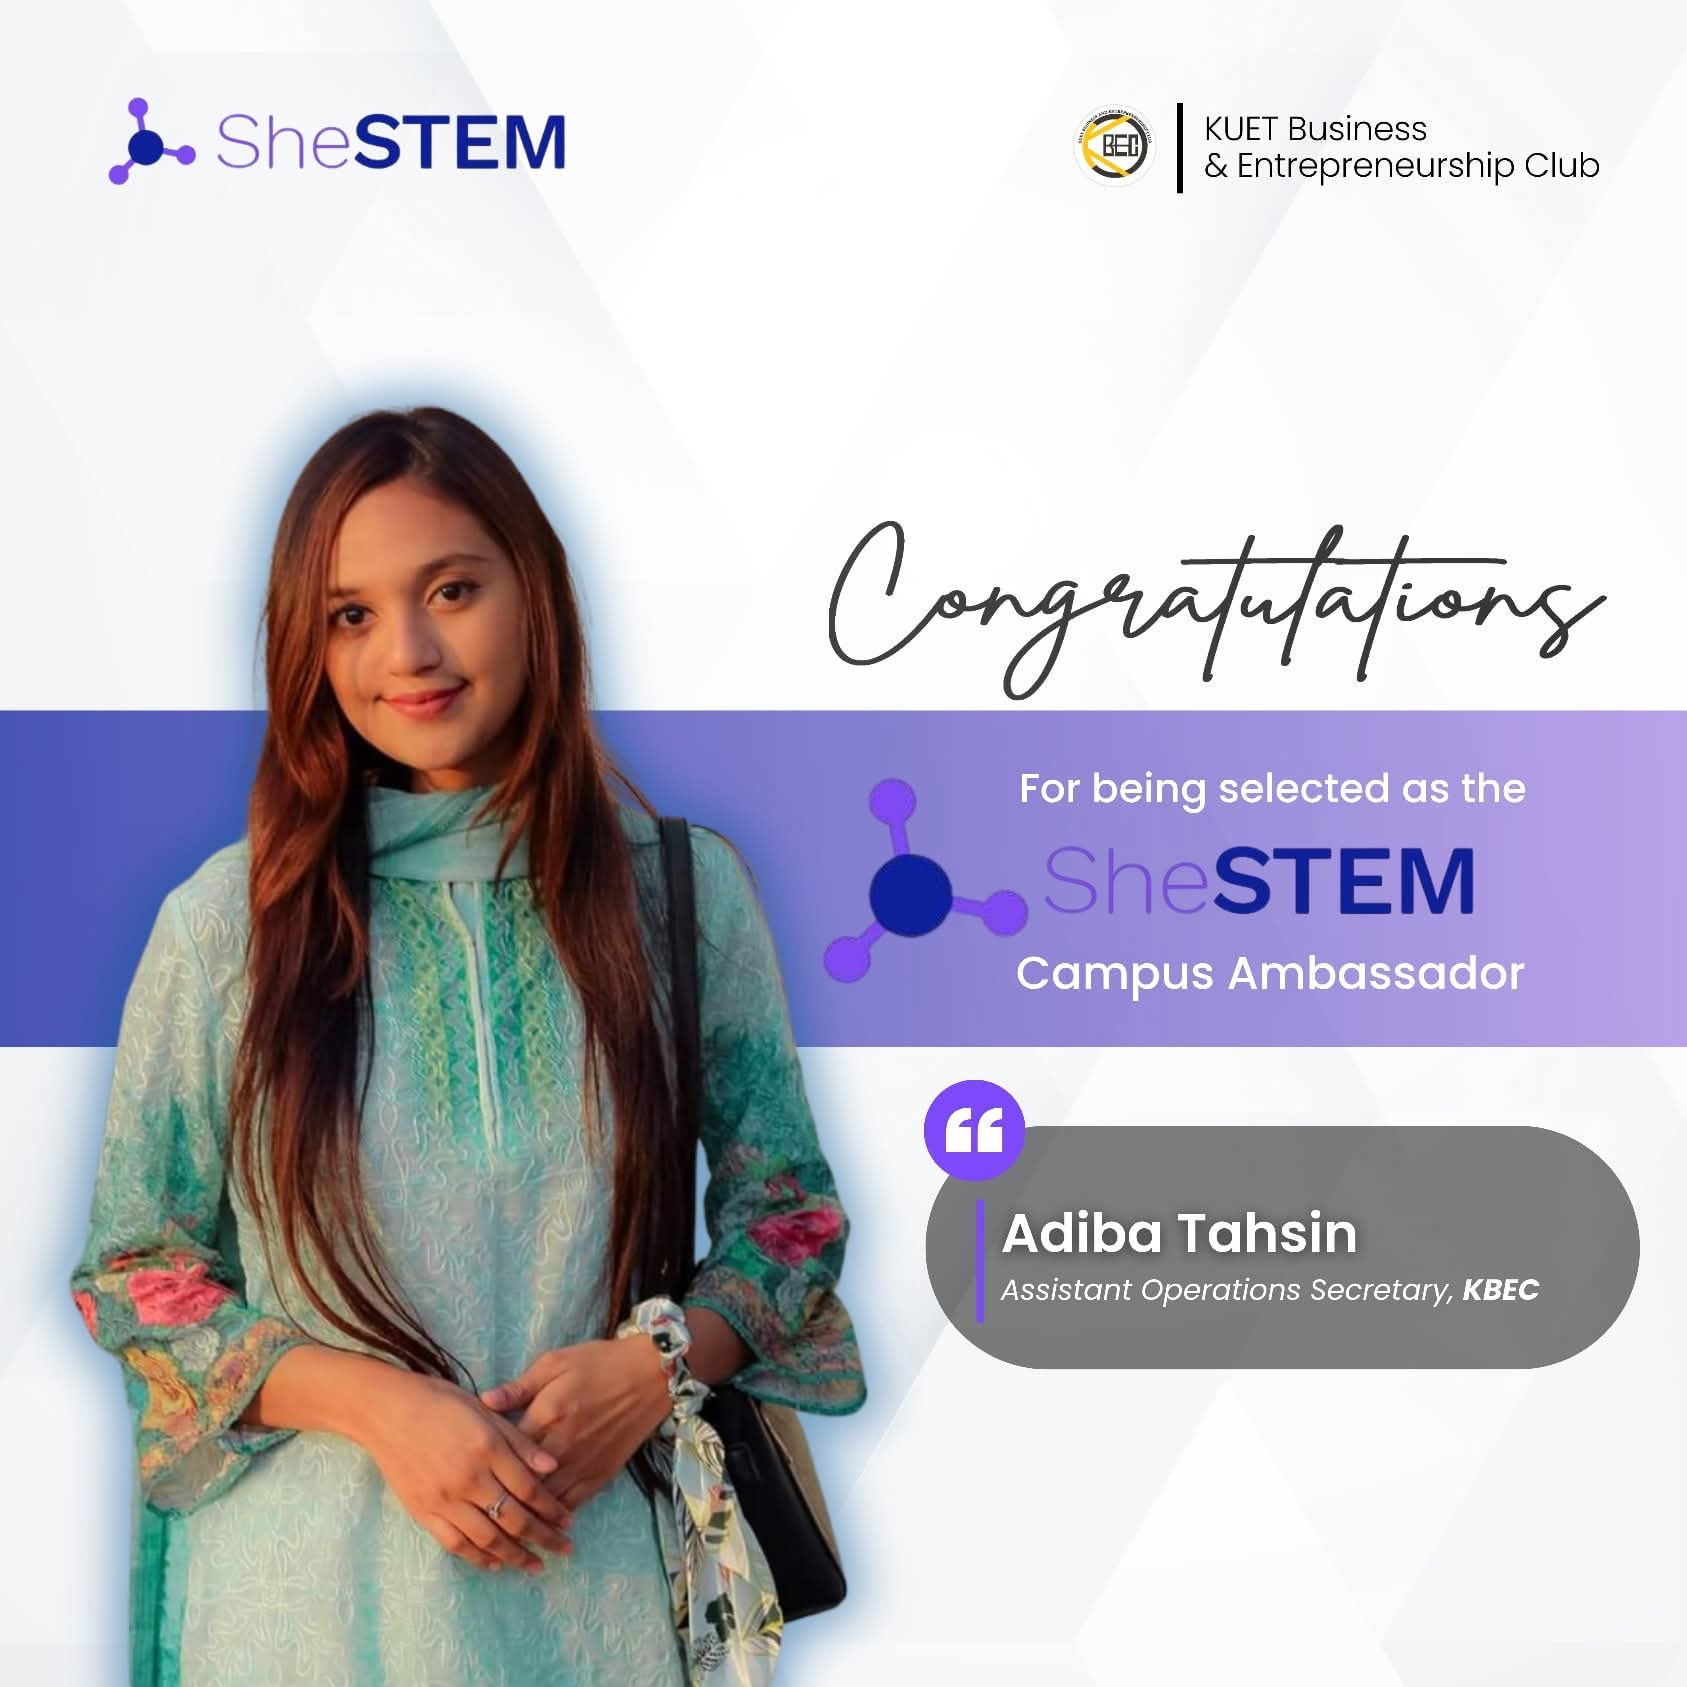 SheSTEM
BEC
KUET Business
& Entrepreneurship Club
Congratulations
For being selected as the
SheSTEM
Campus Ambassador
Adiba Tahsin
Assistant Operations Secretary, KBEC